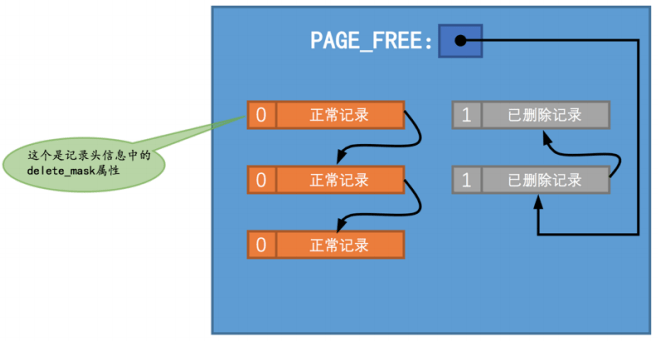 PAGE_FREE:
0 正常记录
1 已删除记录
这个是记录头信息中的
delete_mask属性
0 正常记录
1 已删除记录
0 正常记录